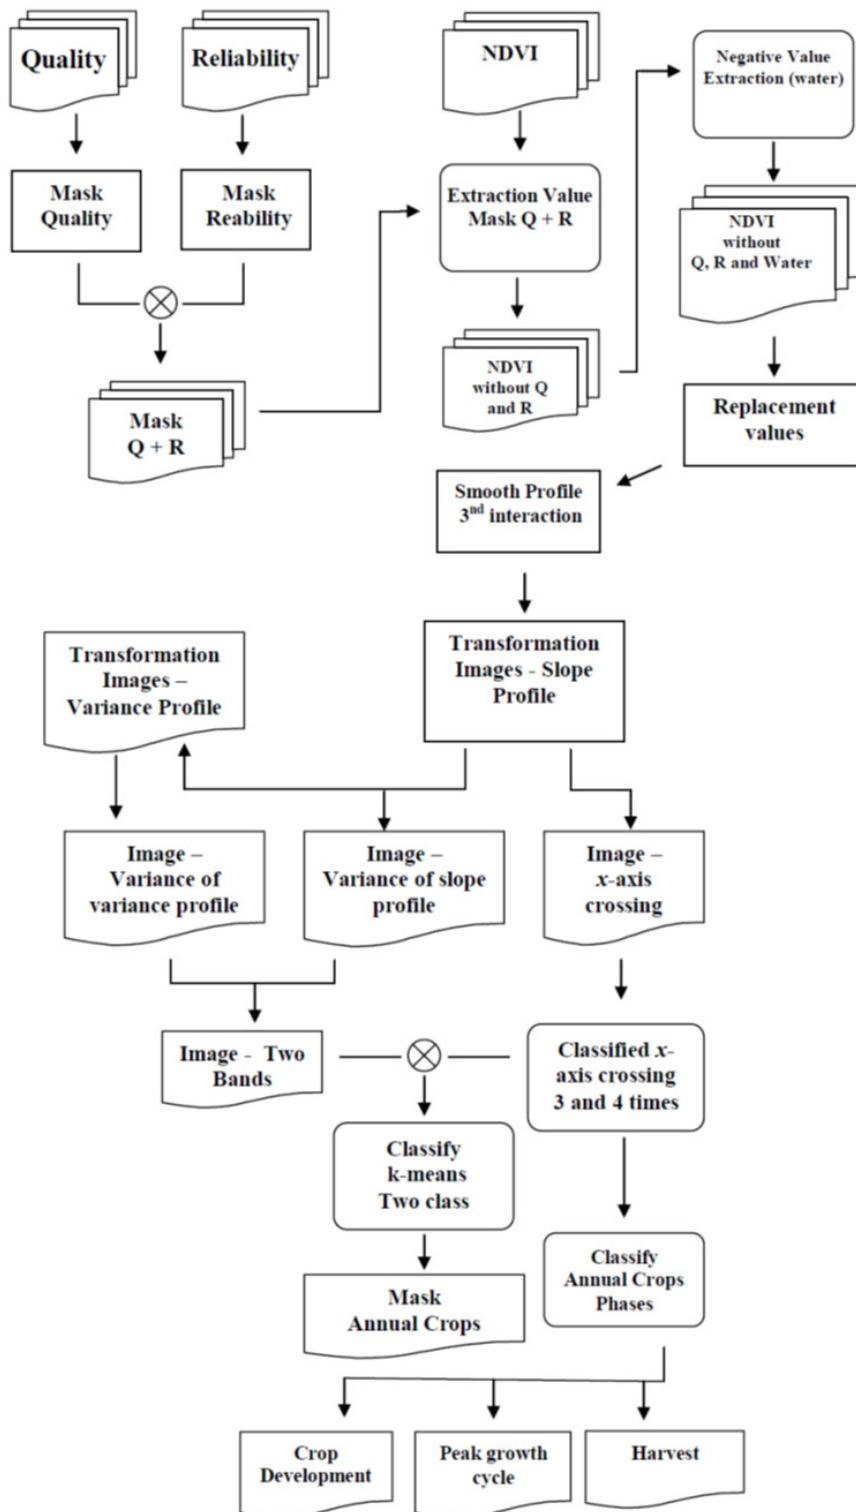 Quality
Reliability
NDVI
Negative Value
Extraction (water)
Mask
Quality
Mask
Reability
Extraction Value
Mask Q + R
NDVI
without
Q, R and Water
NDVI
without Q
and R
Mask
Q + R
Replacement
values
Smooth Profile
3nd interaction
Transformation
Images –
Variance Profile
Transformation
Images - Slope
Profile
Image –
Variance of
variance profile
Image –
Variance of slope
profile
Image –
x-axis
crossing
Image - Two
Bands
Classified x-
axis crossing
3 and 4 times
Classify
k-means
Two class
Classify
Annual Crops
Phases
Mask
Annual Crops
Crop
Development
Peak growth
cycle
Harvest